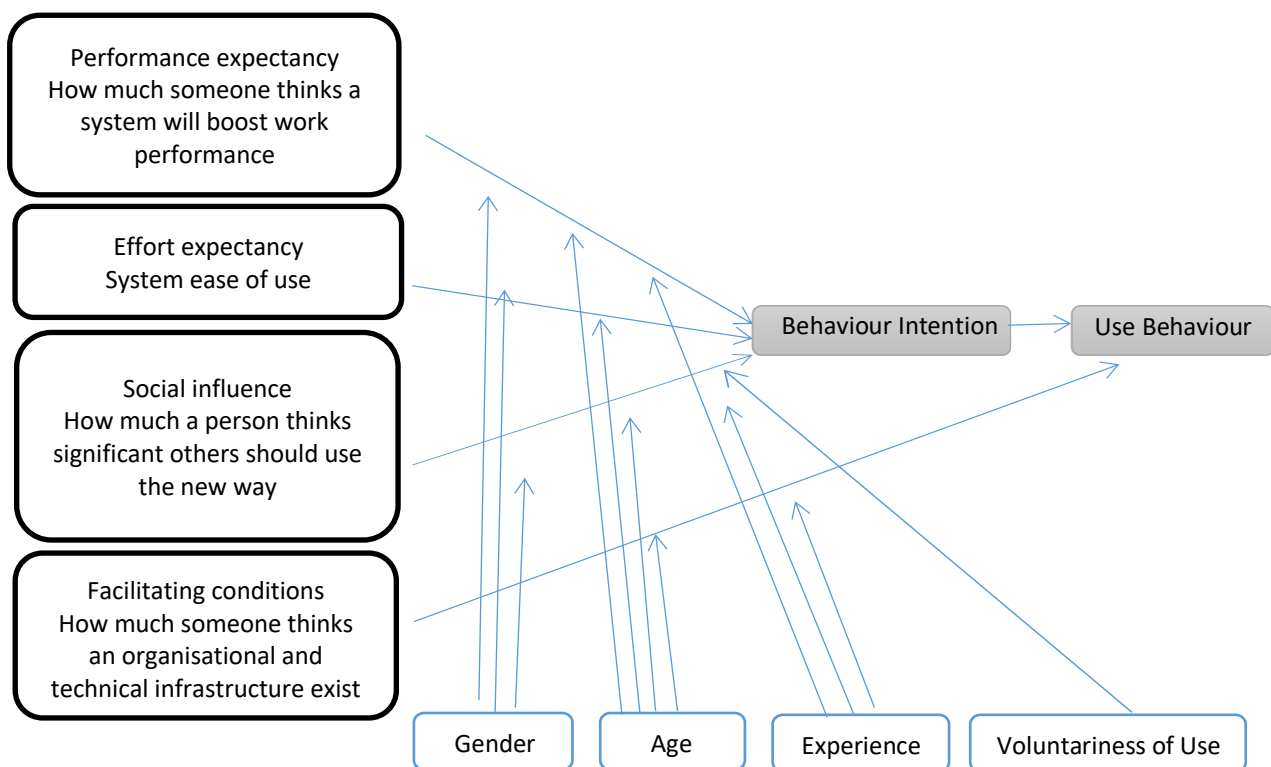 Performance expectancy
How much someone thinks a
system will boost work
performance
Effort expectancy
System ease of use
Social influence
How much a person thinks
significant others should use
the new way
Facilitating conditions
How much someone thinks
an organisational and
technical infrastructure exist
Behaviour Intention
Use Behaviour
Gender
Age
Experience
Voluntariness of Use